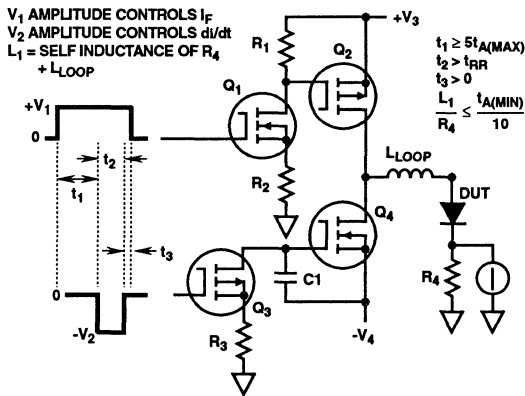 V1 AMPLITUDE CONTROLS IF
V2 AMPLITUDE CONTROLS di/dt
L1 = SELF INDUCTANCE OF R4
+ LLOOP
+V3
t1 ≥ 5tA(MAX)
t2 > tRR
t3 > 0
L1/R4 ≤ tA(MIN)/10
R1
Q2
Q1
+V1
0
t2
t1
t3
R2
LLOOP
DUT
Q4
R4
C1
0
-V2
Q3
R3
-V4